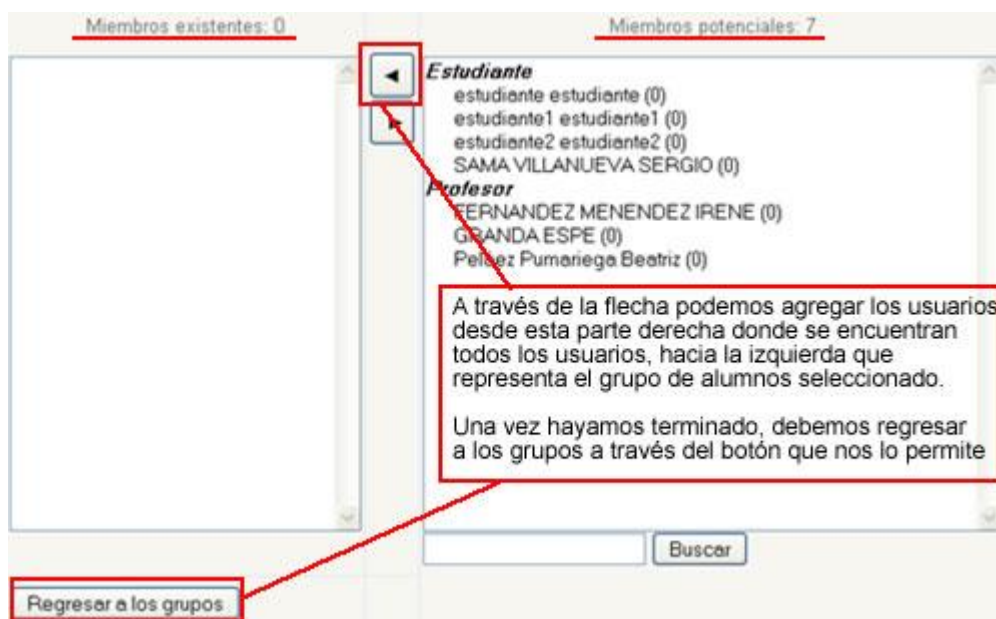 Miembros existentes: 0
Miembros potenciales: 7
Estudiante
estudiante estudiante (0)
estudiante1 estudiante1 (0)
estudiante2 estudiante2 (0)
SAMA VILLANUEVA SERGIO (0)
Profesor
FERNANDEZ MENENDEZ IRENE (0)
GRANDA ESPE (0)
Pelaez Pumariega Beatriz (0)
A través de la flecha podemos agregar los usuarios
desde esta parte derecha donde se encuentran
todos los usuarios, hacia la izquierda que
representa el grupo de alumnos seleccionado.
Una vez hayamos terminado, debemos regresar
a los grupos a través del botón que nos lo permite
Buscar
Regresar a los grupos